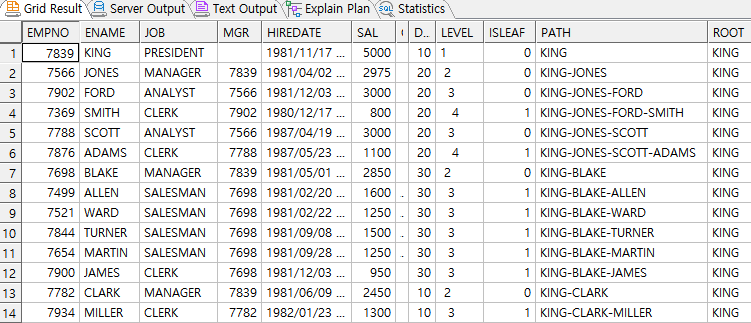 Grid Result Server Output Text Output Explain Plan Statistics
EMPNO ENAME JOB MGR HIREDATE SAL D.. LEVEL ISLEAF PATH ROOT
1 7839 KING PRESIDENT 1981/11/17 ... 5000 10 1 0 KING KING
2 7566 JONES MANAGER 7839 1981/04/02 ... 2975 20 2 0 KING-JONES KING
3 7902 FORD ANALYST 7566 1981/12/03 ... 3000 20 3 0 KING-JONES-FORD KING
4 7369 SMITH CLERK 7902 1980/12/17 ... 800 20 4 1 KING-JONES-FORD-SMITH KING
5 7788 SCOTT ANALYST 7566 1987/04/19 ... 3000 20 3 0 KING-JONES-SCOTT KING
6 7876 ADAMS CLERK 7788 1987/05/23 ... 1100 20 4 1 KING-JONES-SCOTT-ADAMS KING
7 7698 BLAKE MANAGER 7839 1981/05/01 ... 2850 30 2 0 KING-BLAKE KING
8 7499 ALLEN SALESMAN 7698 1981/02/20 ... 1600 . 30 3 1 KING-BLAKE-ALLEN KING
9 7521 WARD SALESMAN 7698 1981/02/22 ... 1250 . 30 3 1 KING-BLAKE-WARD KING
10 7844 TURNER SALESMAN 7698 1981/09/08 ... 1500 30 3 1 KING-BLAKE-TURNER KING
11 7654 MARTIN SALESMAN 7698 1981/09/28 ... 1250 . 30 3 1 KING-BLAKE-MARTIN KING
12 7900 JAMES CLERK 7698 1981/12/03 ... 950 30 3 1 KING-BLAKE-JAMES KING
13 7782 CLARK MANAGER 7839 1981/06/09 ... 2450 10 2 0 KING-CLARK KING
14 7934 MILLER CLERK 7782 1982/01/23 ... 1300 10 3 1 KING-CLARK-MILLER KING